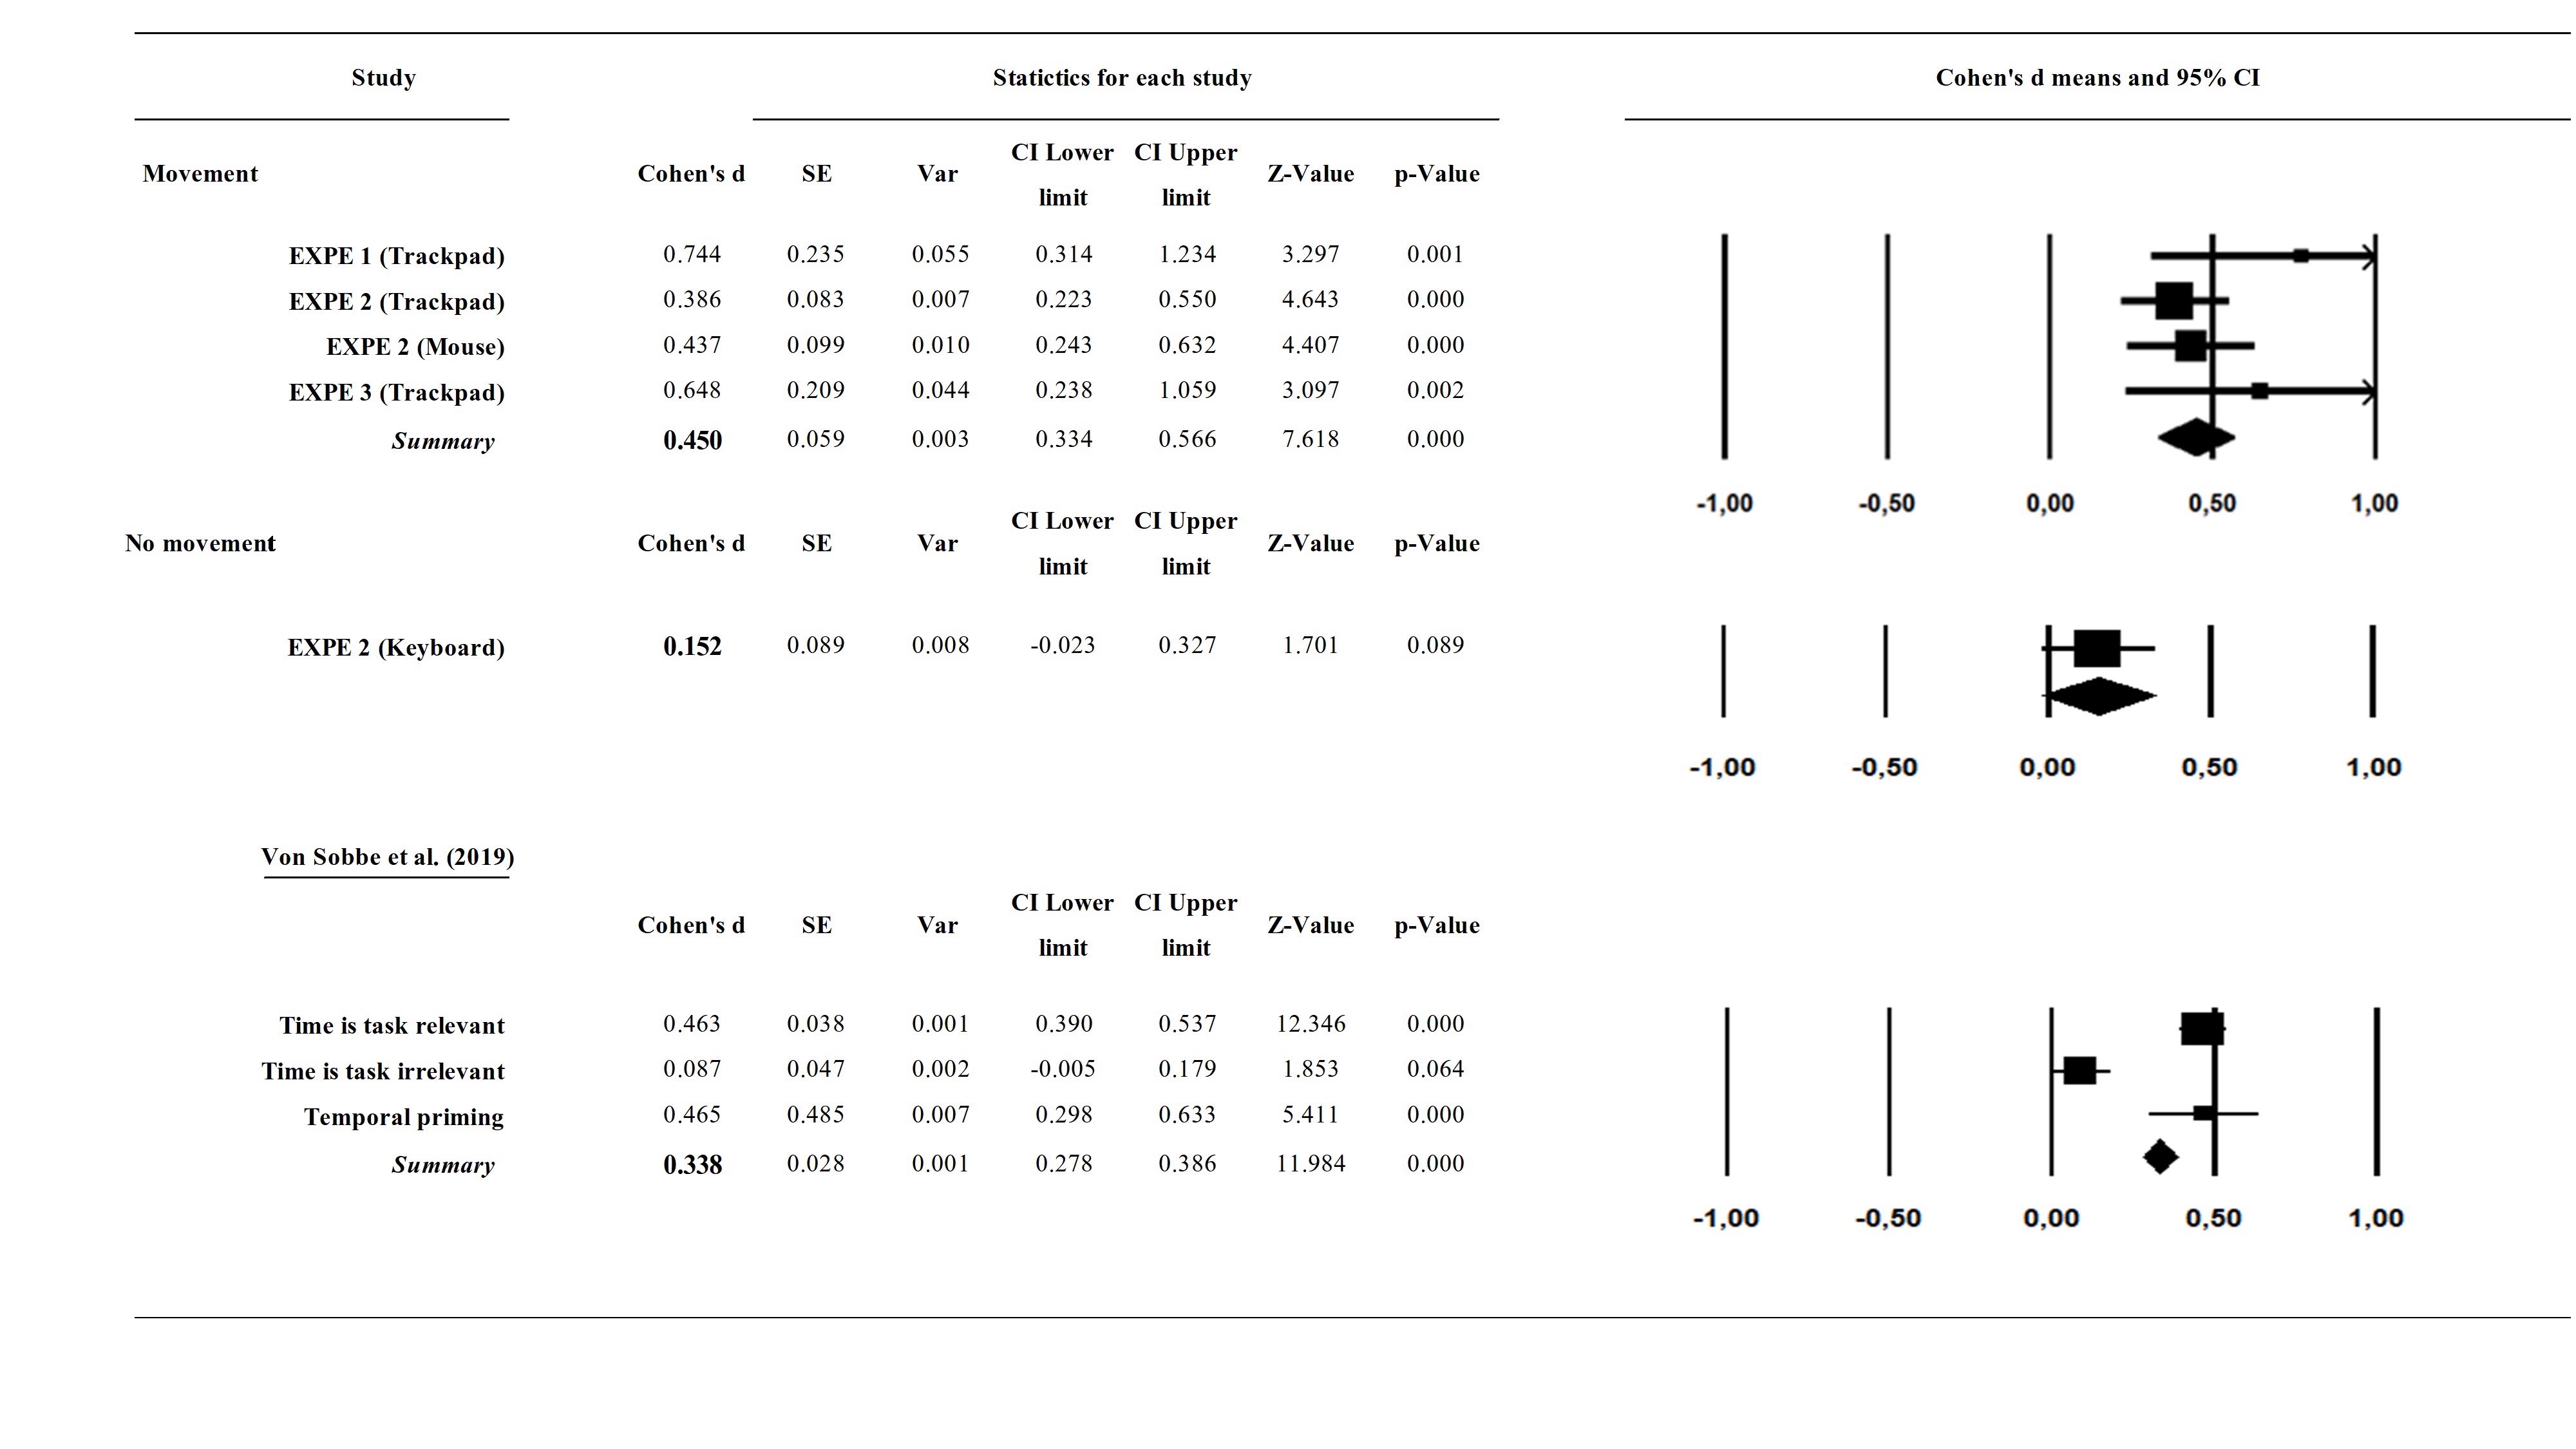 Study Statictics for each study Cohen's d means and 95% CI
Movement Cohen's d SE Var CI Lower limit CI Upper limit Z-Value p-Value
EXPE 1 (Trackpad) 0.744 0.235 0.055 0.314 1.234 3.297 0.001
EXPE 2 (Trackpad) 0.386 0.083 0.007 0.223 0.550 4.643 0.000
EXPE 2 (Mouse) 0.437 0.099 0.010 0.243 0.632 4.407 0.000
EXPE 3 (Trackpad) 0.648 0.209 0.044 0.238 1.059 3.097 0.002
Summary 0.450 0.059 0.003 0.334 0.566 7.618 0.000
-1,00 -0,50 0,00 0,50 1,00
No movement Cohen's d SE Var CI Lower limit CI Upper limit Z-Value p-Value
EXPE 2 (Keyboard) 0.152 0.089 0.008 -0.023 0.327 1.701 0.089
-1,00 -0,50 0,00 0,50 1,00
Von Sobbe et al. (2019)
Cohen's d SE Var CI Lower limit CI Upper limit Z-Value p-Value
Time is task relevant 0.463 0.038 0.001 0.390 0.537 12.346 0.000
Time is task irrelevant 0.087 0.047 0.002 -0.005 0.179 1.853 0.064
Temporal priming 0.465 0.485 0.007 0.298 0.633 5.411 0.000
Summary 0.338 0.028 0.001 0.278 0.386 11.984 0.000
-1,00 -0,50 0,00 0,50 1,00